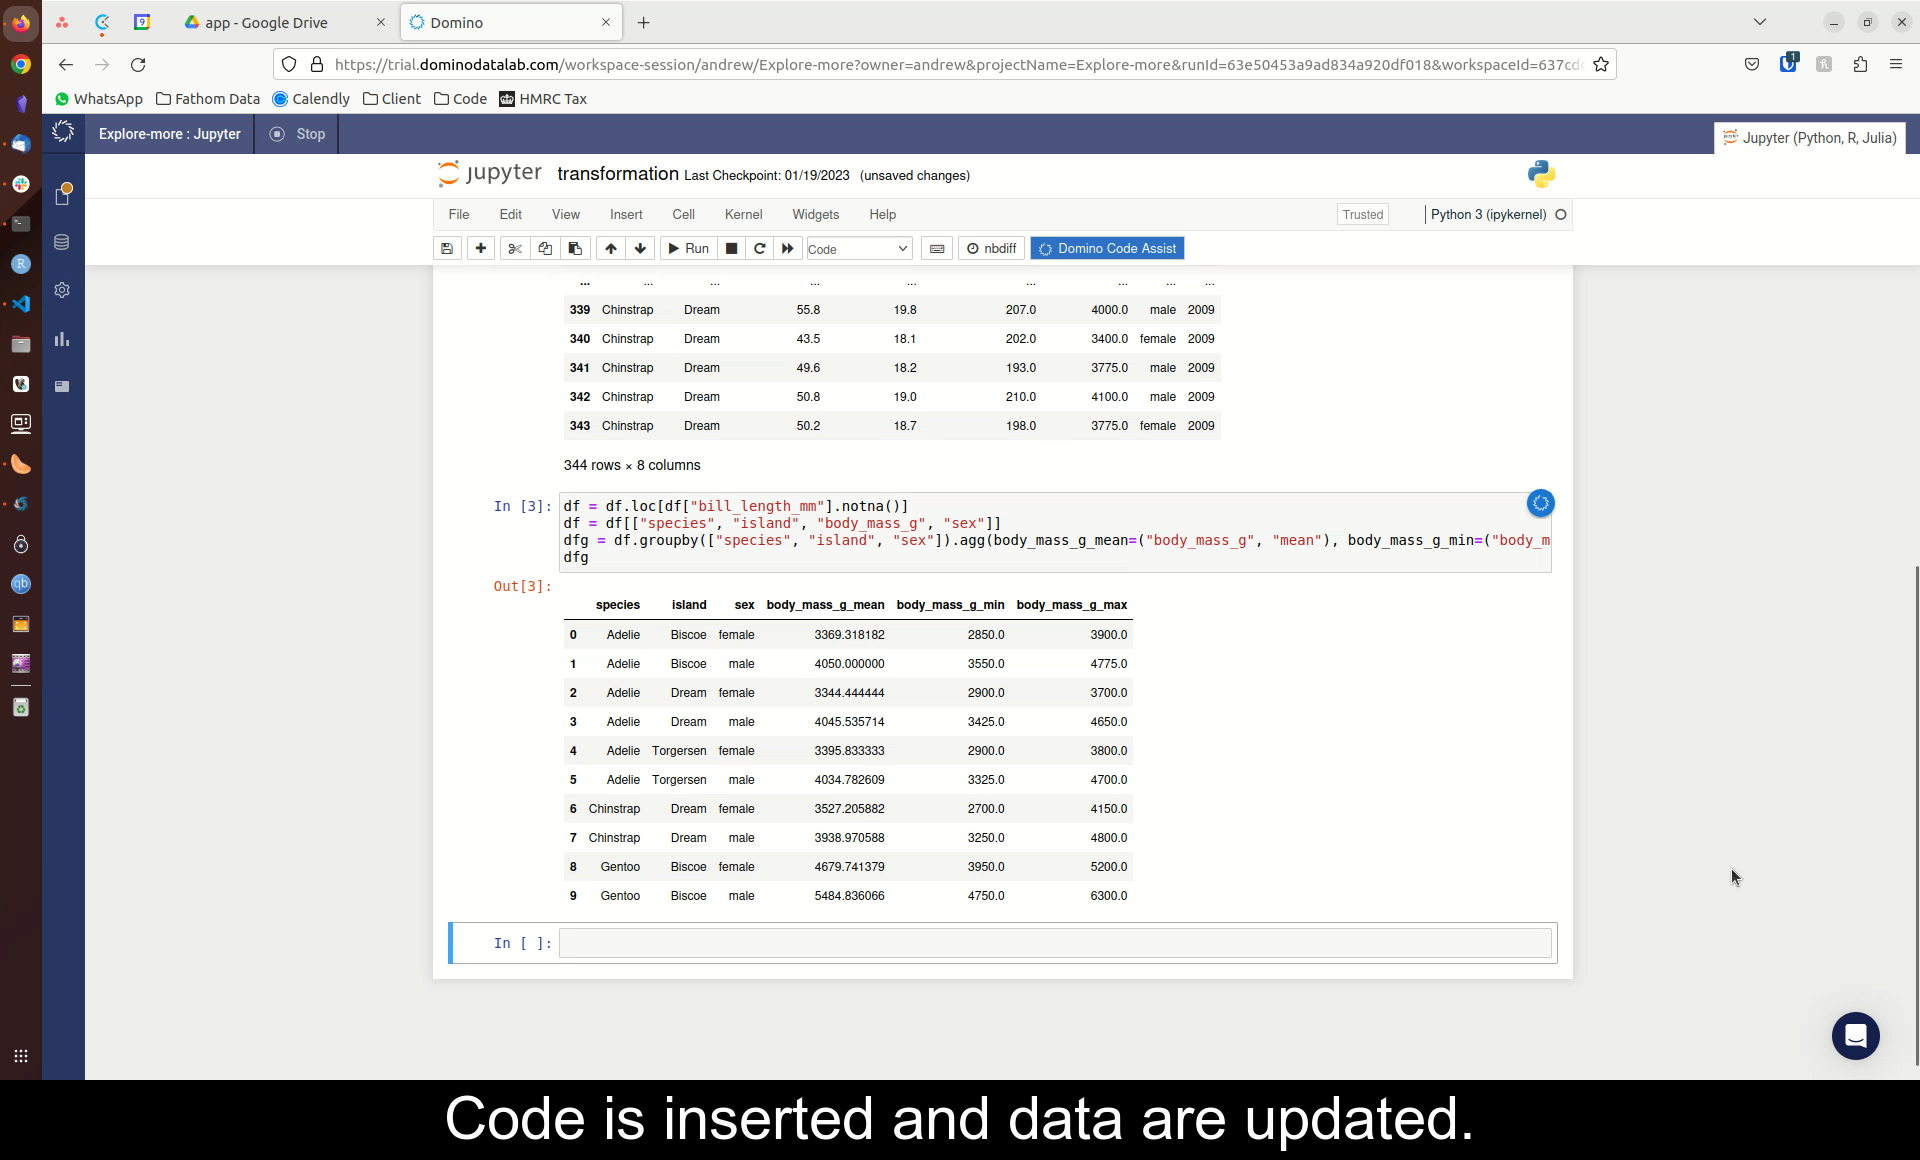 9
app - Google Drive
Domino
https://trial.dominodatalab.com/workspace-session/andrew/Explore-more?owner=andrew&projectName=Explore-more&runId=63e50453a9ad834a920df018&workspaceId=637cd
1
WhatsApp Fathom Data Calendly Client Code HMRC Tax
Explore-more : Jupyter Stop
Jupyter (Python, R, Julia)
jupyter transformation Last Checkpoint: 01/19/2023 (unsaved changes)
File Edit View Insert Cell Kernel Widgets Help
Trusted Python 3 (ipykernel)
Run Code nbdiff Domino Code Assist
... ... ... ... ... ... ... ... ...
339 Chinstrap Dream 55.8 19.8 207.0 4000.0 male 2009
340 Chinstrap Dream 43.5 18.1 202.0 3400.0 female 2009
341 Chinstrap Dream 49.6 18.2 193.0 3775.0 male 2009
342 Chinstrap Dream 50.8 19.0 210.0 4100.0 male 2009
343 Chinstrap Dream 50.2 18.7 198.0 3775.0 female 2009
344 rows × 8 columns
In [3]: df = df.loc[df["bill_length_mm"].notna()]
df = df[["species", "island", "body_mass_g", "sex"]]
dfg = df.groupby(["species", "island", "sex"]).agg(body_mass_g_mean=("body_mass_g", "mean"), body_mass_g_min=("body_m
dfg
Out[3]:
species island sex body_mass_g_mean body_mass_g_min body_mass_g_max
0 Adelie Biscoe female 3369.318182 2850.0 3900.0
1 Adelie Biscoe male 4050.000000 3550.0 4775.0
2 Adelie Dream female 3344.444444 2900.0 3700.0
3 Adelie Dream male 4045.535714 3425.0 4650.0
4 Adelie Torgersen female 3395.833333 2900.0 3800.0
5 Adelie Torgersen male 4034.782609 3325.0 4700.0
6 Chinstrap Dream female 3527.205882 2700.0 4150.0
7 Chinstrap Dream male 3938.970588 3250.0 4800.0
8 Gentoo Biscoe female 4679.741379 3950.0 5200.0
9 Gentoo Biscoe male 5484.836066 4750.0 6300.0
In [ ]:
Code is inserted and data are updated.